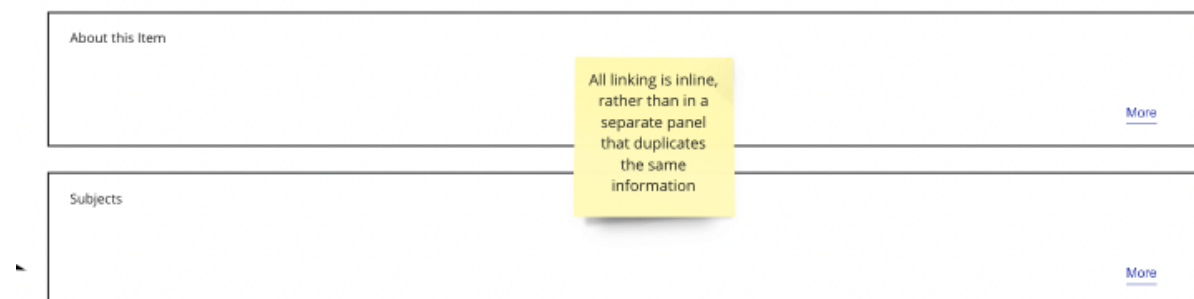 About this Item
All linking is inline,
rather than in a
separate panel
that duplicates
the same
information
More
Subjects
More